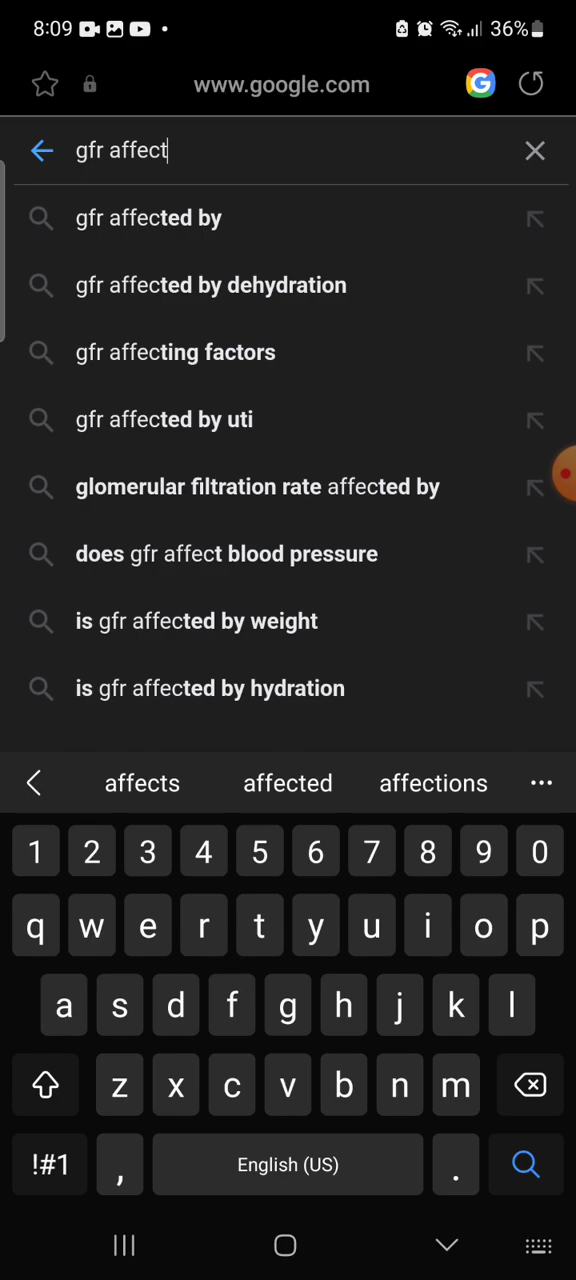 8:09 36%
www.google.com G
gfr affect
gfr affected by
gfr affected by dehydration
gfr affecting factors
gfr affected by uti
glomerular filtration rate affected by
does gfr affect blood pressure
is gfr affected by weight
is gfr affected by hydration
affects affected affections ...
1 2 3 4 5 6 7 8 9 0
q w e r t y u i o p
a s d f g h j k l
z x c v b n m
!#1 , English (US) .